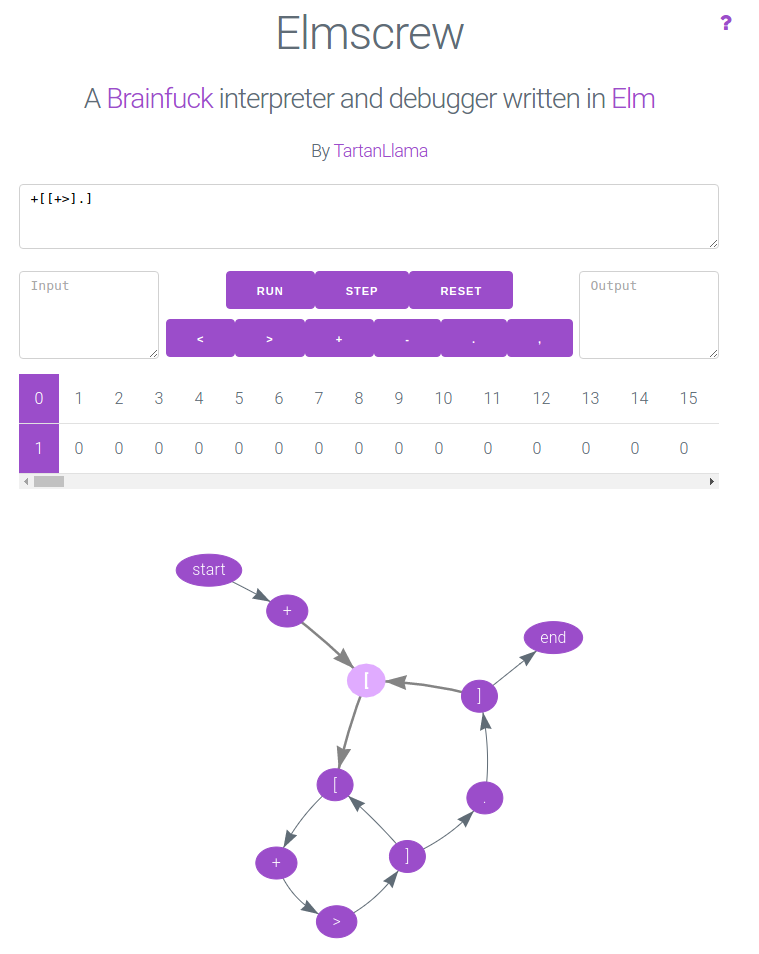 Elmscrew
?
A Brainfuck interpreter and debugger written in Elm
By TartanLlama
+[[+>].]
Input
RUN STEP RESET
< > + - . ,
Output
0 1 2 3 4 5 6 7 8 9 10 11 12 13 14 15
1 0 0 0 0 0 0 0 0 0 0 0 0 0 0 0
start
+
end
[
]
[
.
+
]
>